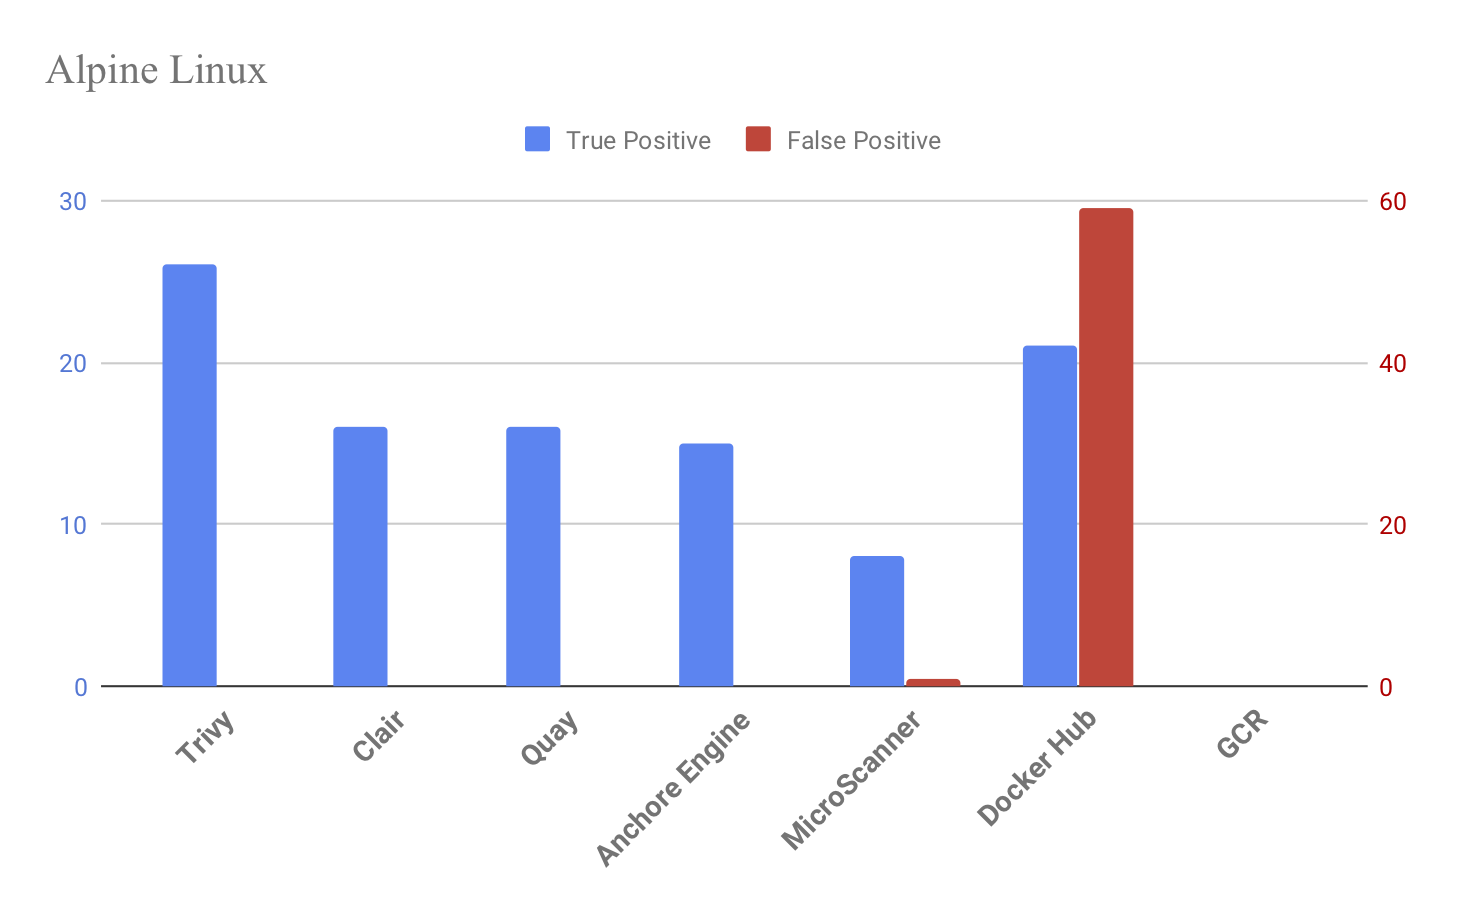 Alpine Linux
True Positive
False Positive
30
60
20
40
10
20
0
0
Trivy
Clair
Quay
Anchore Engine
MicroScanner
Docker Hub
GCR